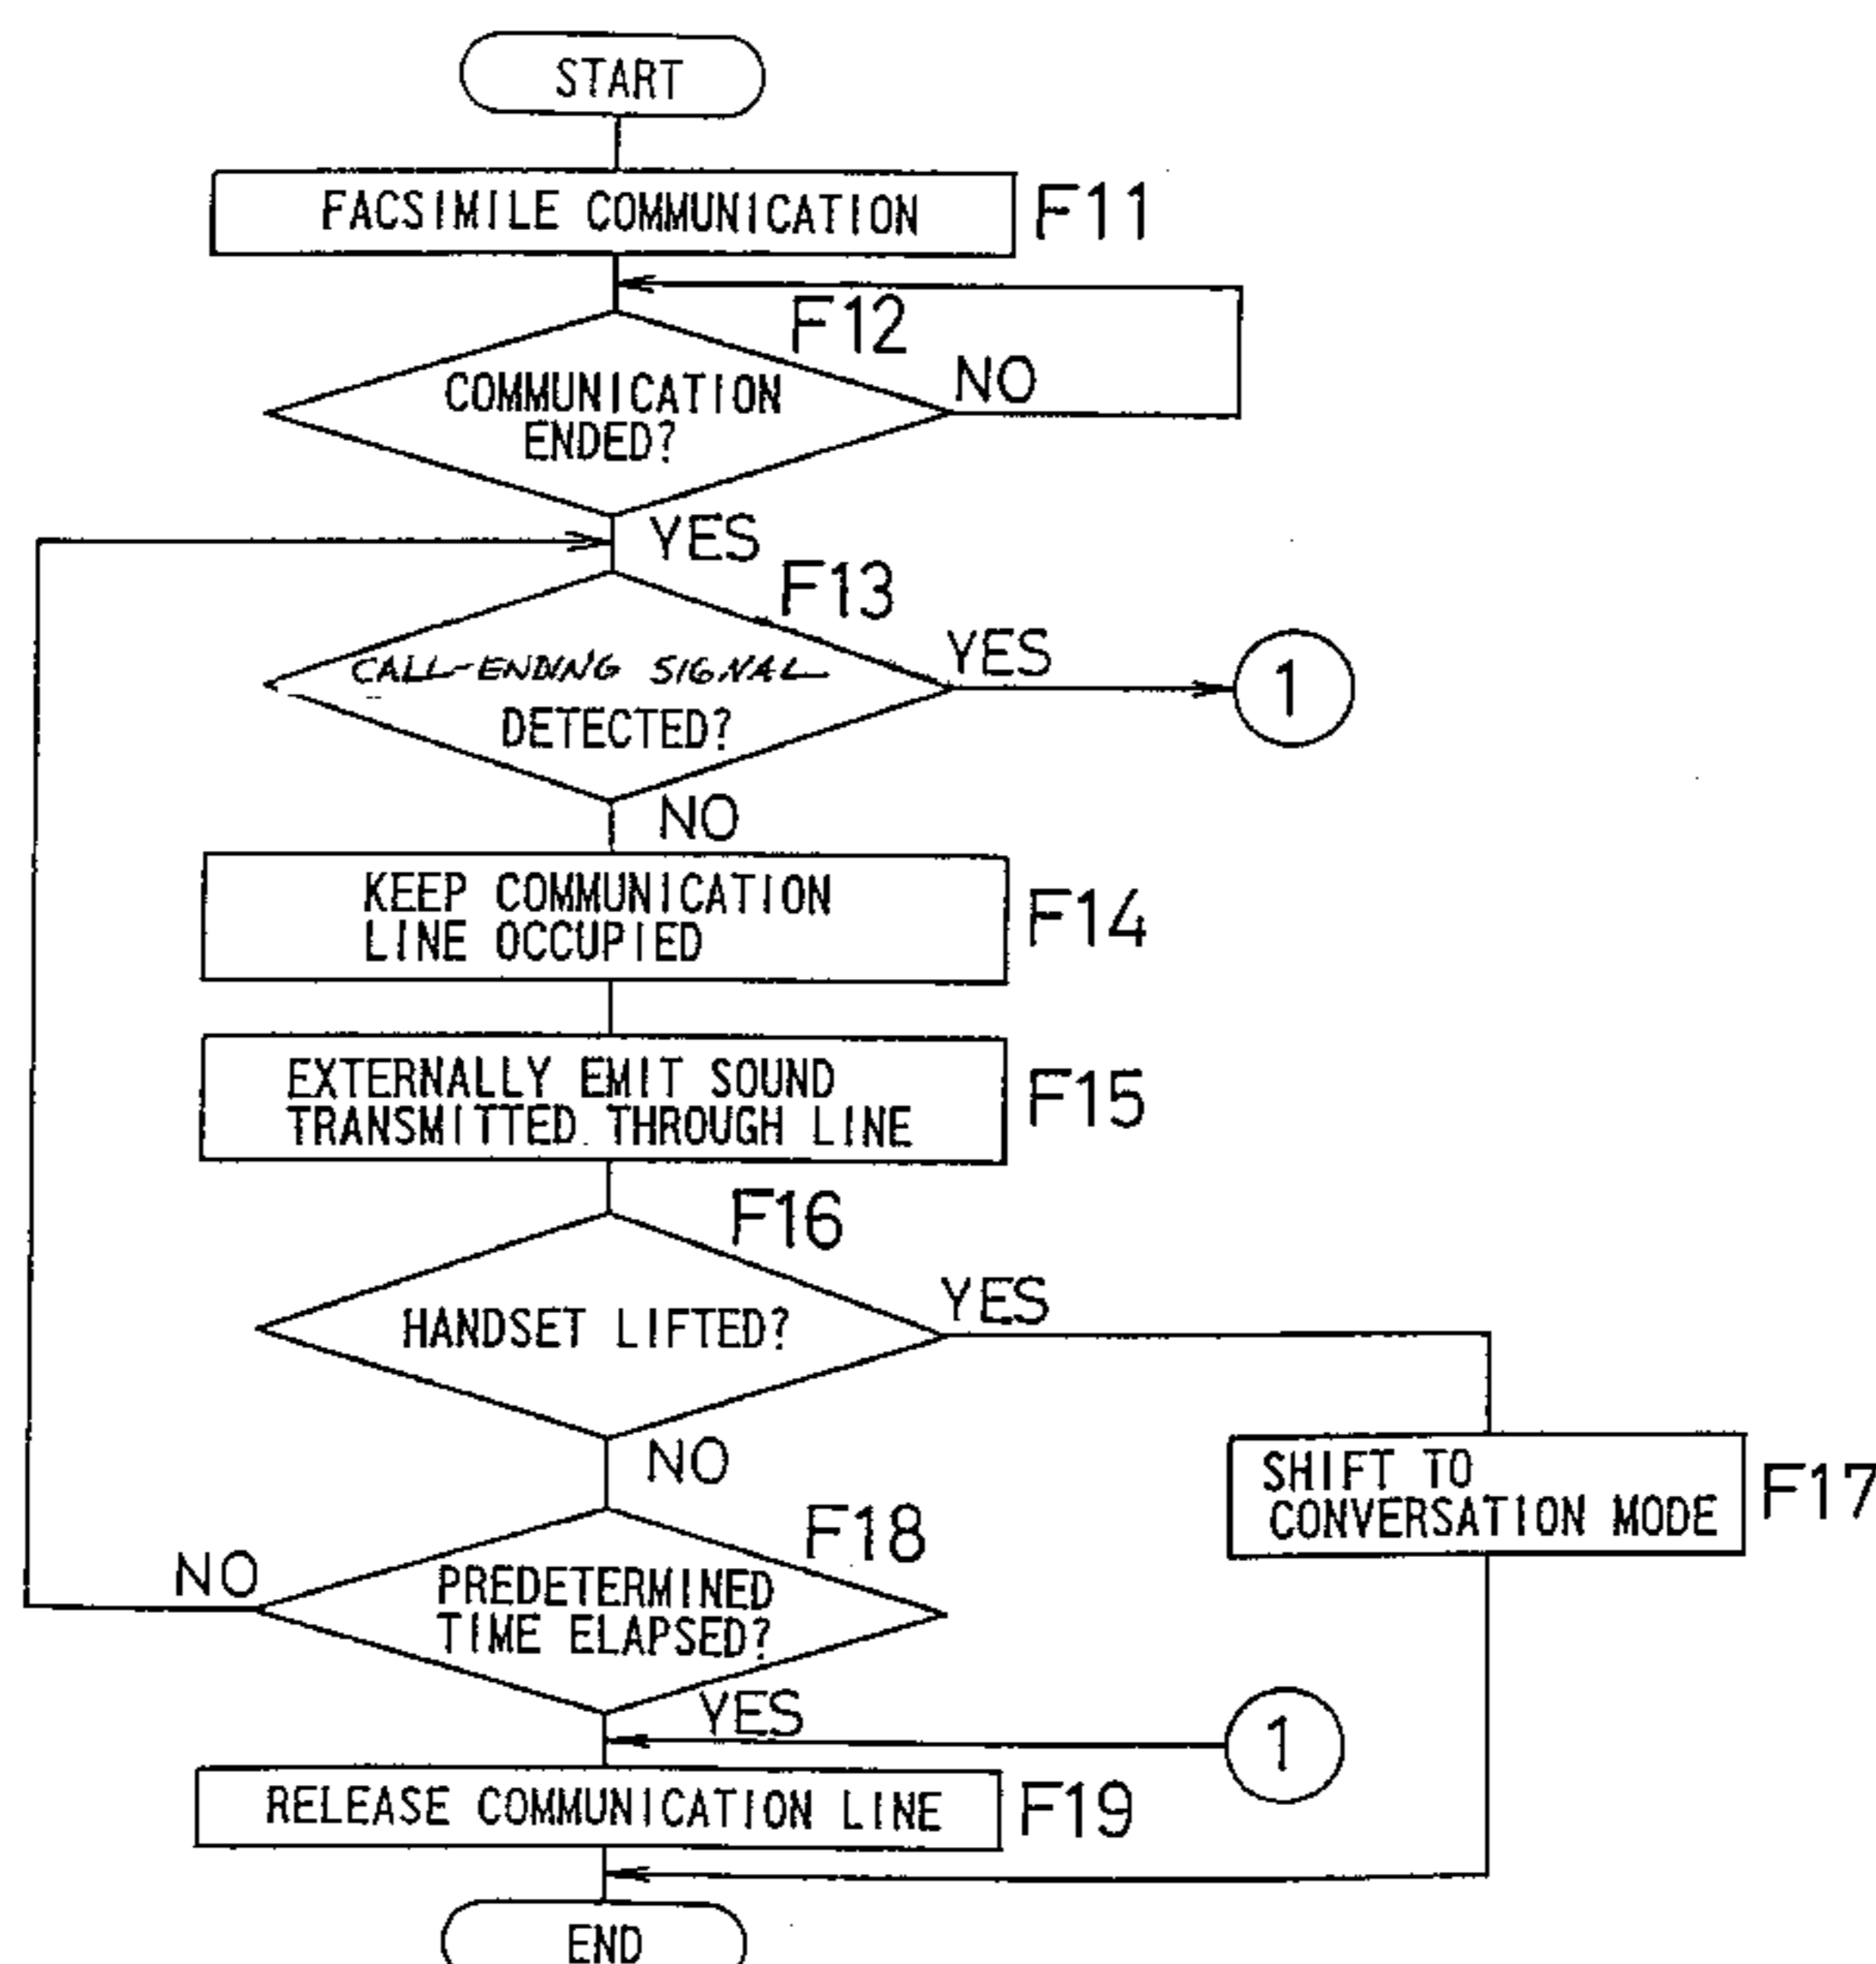 START
FACSIMILE COMMUNICATION
F11
F12
COMMUNICATION
ENDED?
NO
YES
F13
CALL-ENDING SIGNAL
DETECTED?
YES
1
NO
KEEP COMMUNICATION
LINE OCCUPIED
F14
EXTERNALLY EMIT SOUND
TRANSMITTED THROUGH LINE
F15
F16
HANDSET LIFTED?
YES
NO
SHIFT TO
CONVERSATION MODE
F17
F18
PREDETERMINED
TIME ELAPSED?
NO
YES
1
RELEASE COMMUNICATION LINE
F19
END